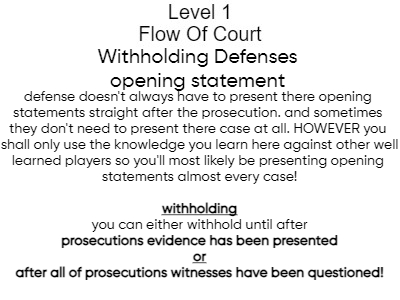 Level 1
Flow Of Court
Withholding Defenses
opening statement
defense doesn't always have to present there opening
statements straight after the prosecution. and sometimes
they don't need to present there case at all. HOWEVER you
shall only use the knowledge you learn here against other well
learned players so you'll most likely be presenting opening
statements almost every case!
withholding
you can either withhold until after
prosecutions evidence has been presented
or
after all of prosecutions witnesses have been questioned!